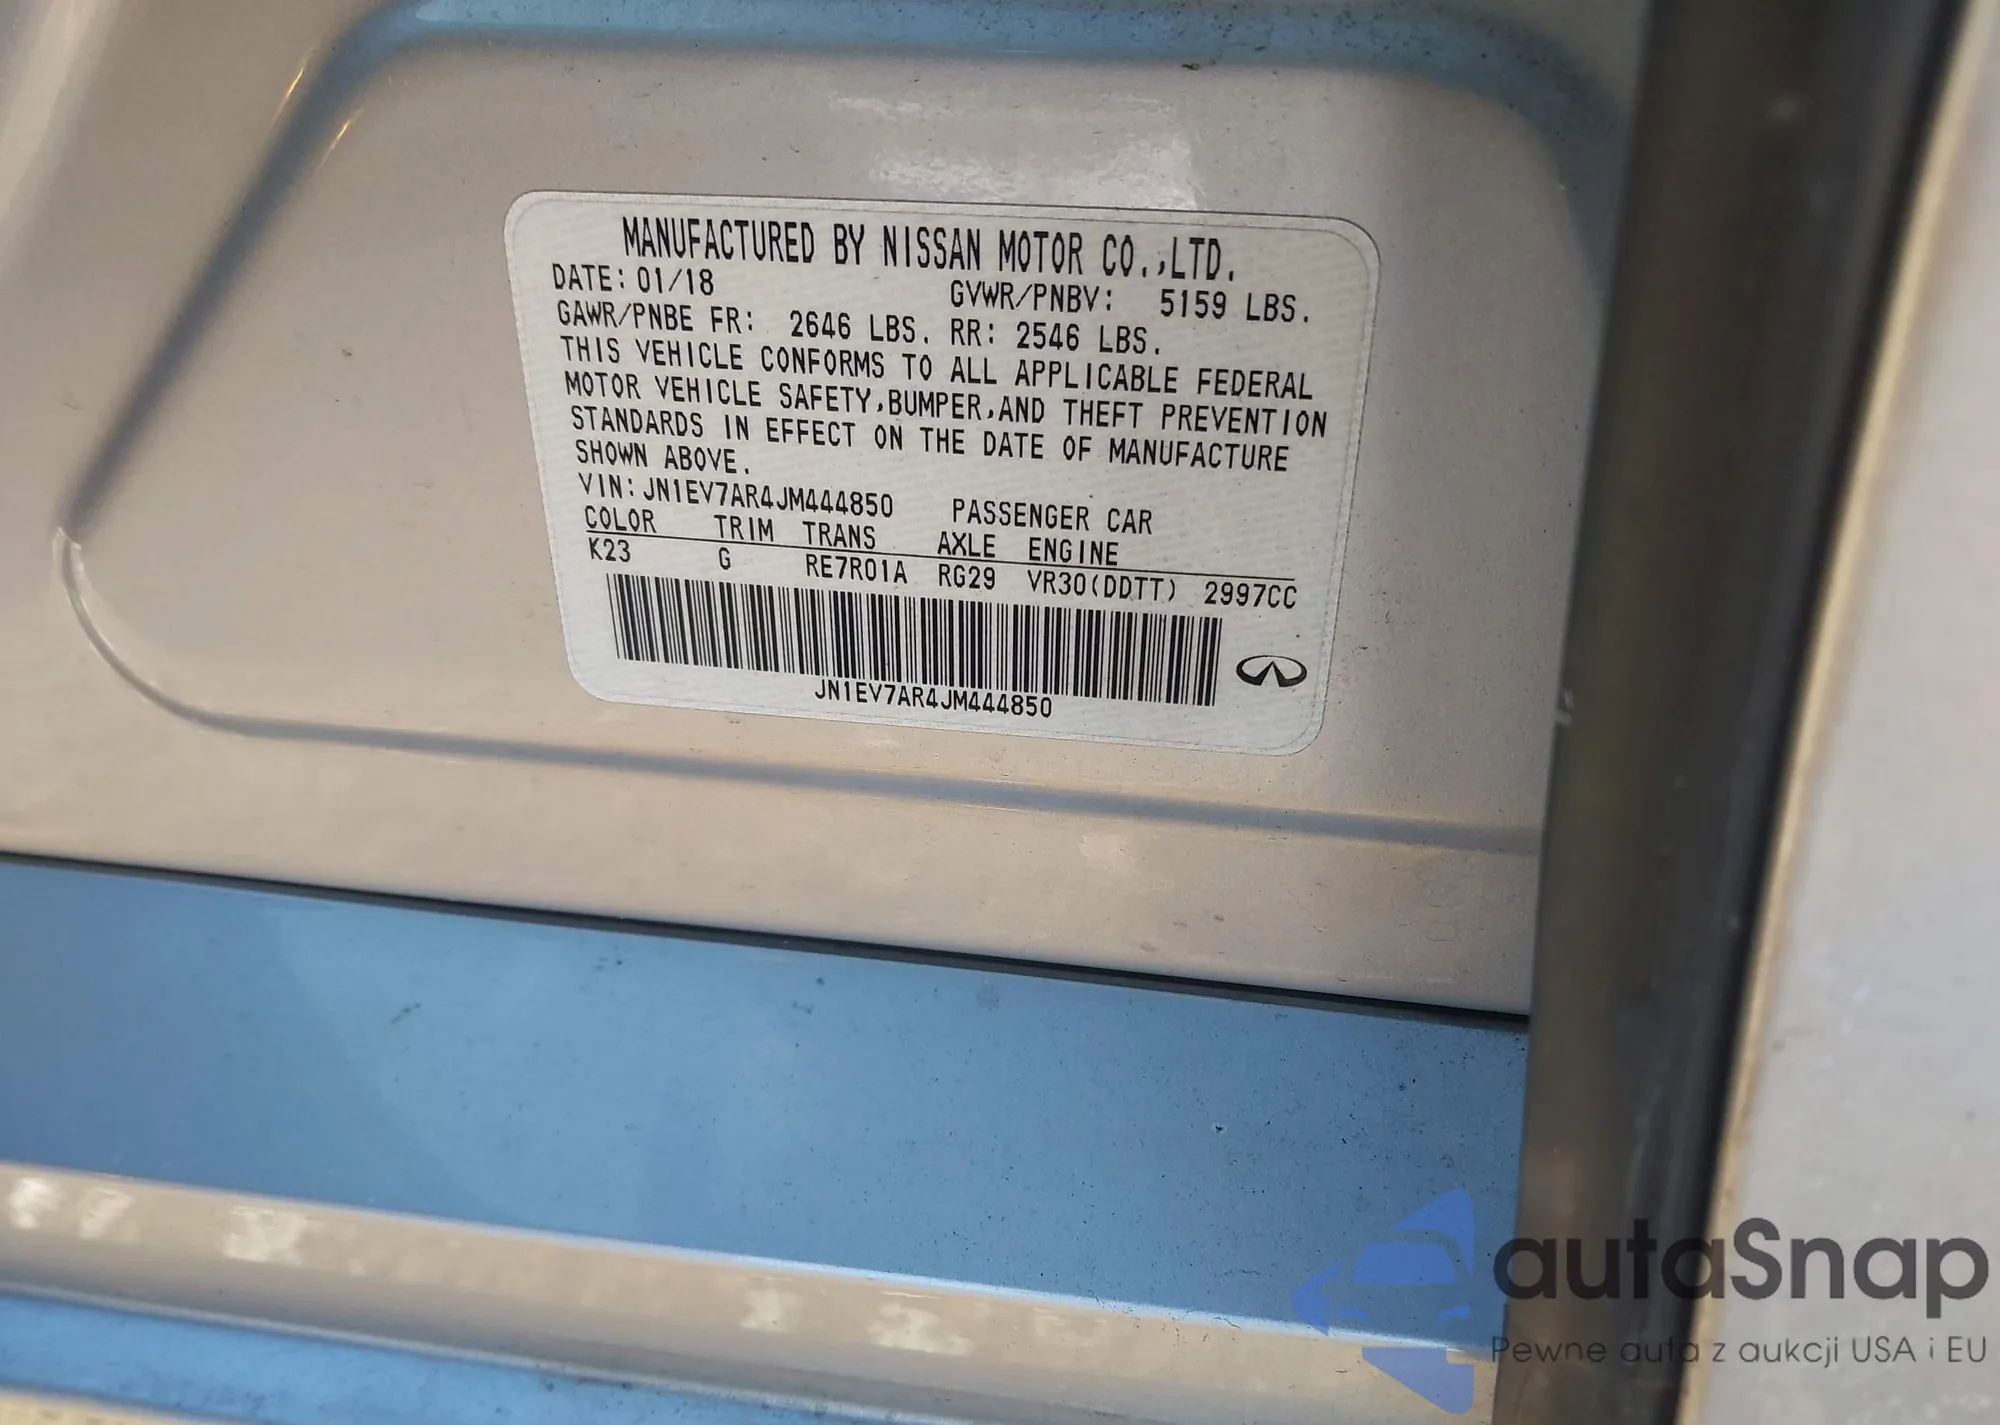 MANUFACTURED BY NISSAN MOTOR CO.,LTD.
DATE: 01/18 GVWR/PNBV: 5159 LBS.
GAWR/PNBE FR: 2646 LBS. RR: 2546 LBS.
THIS VEHICLE CONFORMS TO ALL APPLICABLE FEDERAL
MOTOR VEHICLE SAFETY,BUMPER,AND THEFT PREVENTION
STANDARDS IN EFFECT ON THE DATE OF MANUFACTURE
SHOWN ABOVE.
VIN: JN1EV7AR4JM444850 PASSENGER CAR
COLOR TRIM TRANS AXLE ENGINE
K23 G RE7R01A RG29 VR30(DDTT) 2997CC
JN1EV7AR4JM444850
autaSnap
Pewne auta z aukcji USA i EU